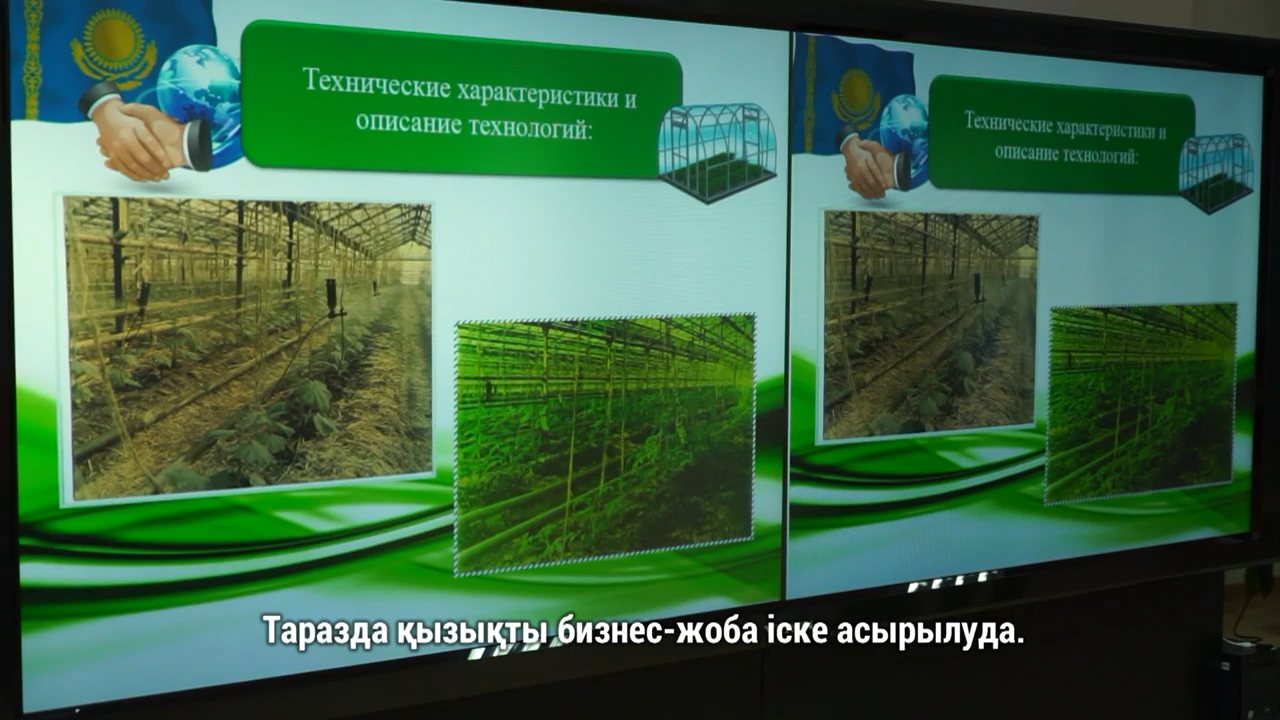 Технические характеристики и
описание технологий:
Технические характеристики и
описание технологий:
Таразда қызықты бизнес-жоба іске асырылуда.